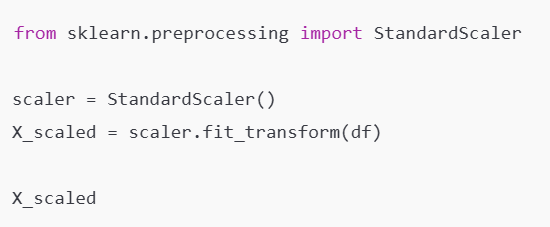 from sklearn.preprocessing import StandardScaler
scaler = StandardScaler()
X_scaled = scaler.fit_transform(df)
X_scaled